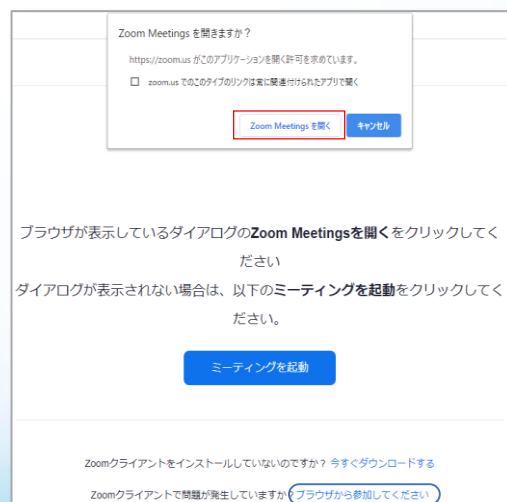 Zoom Meetings を開きますか？
https://zoom.us がこのアプリケーションを開く許可を求めています。
zoom.us でのこのタイプのリンクは常に関連付けられたアプリで開く
Zoom Meetings を開く キャンセル
ブラウザが表示しているダイアログのZoom Meetingsを開くをクリックしてく
ださい
ダイアログが表示されない場合は、以下のミーティングを起動をクリックしてく
ださい。
ミーティングを起動
Zoomクライアントをインストールしていないのですか？ 今すぐダウンロードする
Zoomクライアントで問題が発生していますか？ブラウザから参加してください